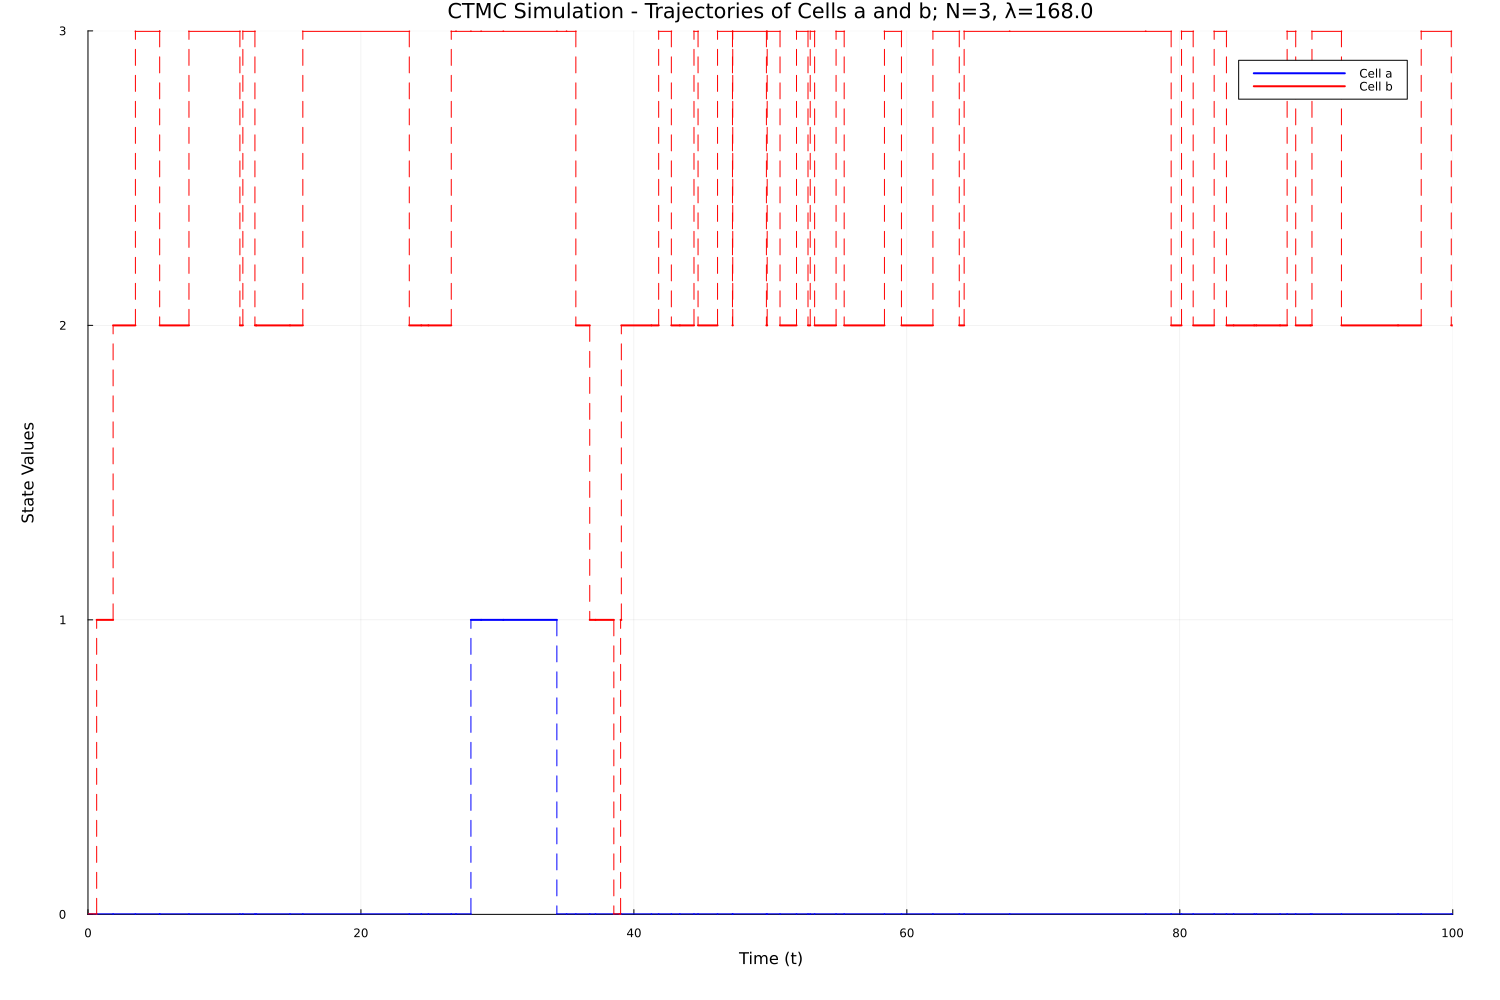 CTMC Simulation - Trajectories of Cells a and b; N=3, λ=168.0
3
Cell a
Cell b
2
State Values
1
0
0 20 40 60 80 100
Time (t)